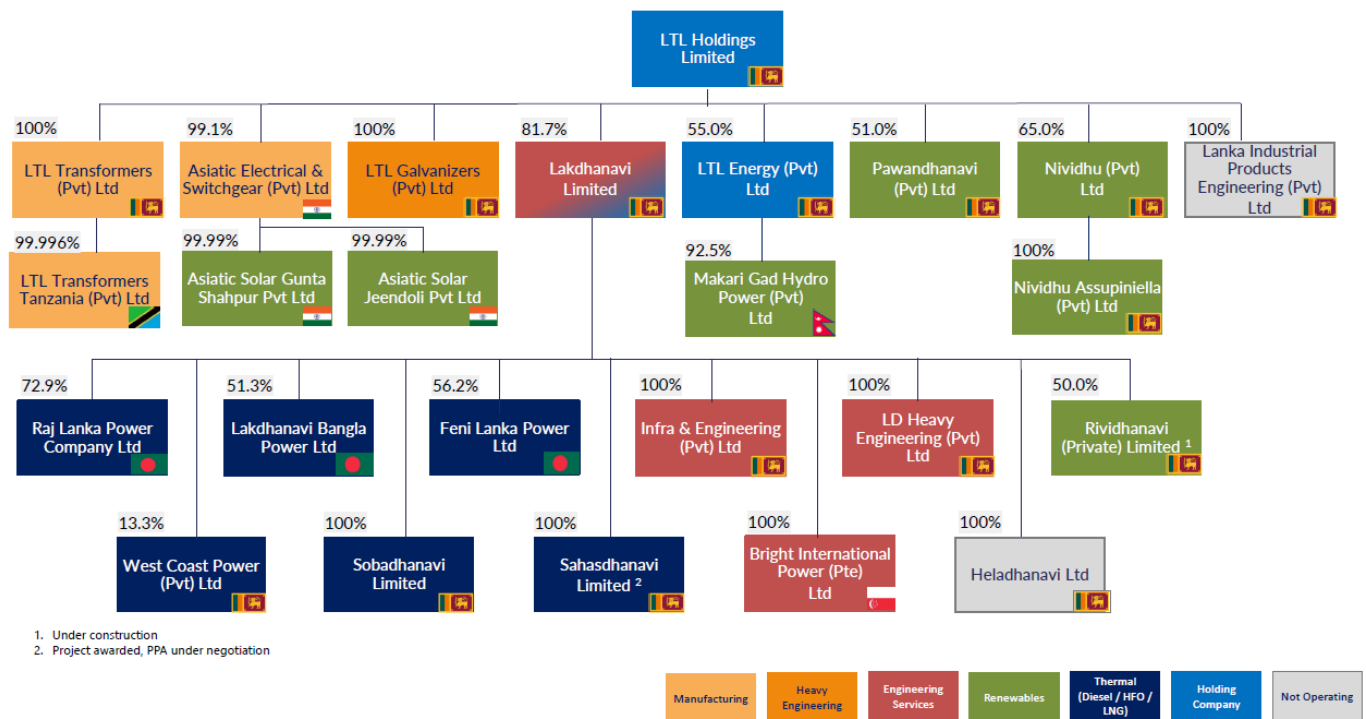 LTL Holdings
Limited
100%
99.1%
100%
81.7%
55.0%
51.0%
65.0%
100%
LTL Transformers
(Pvt) Ltd
Asiatic Electrical &
Switchgear (Pvt) Ltd
LTL Galvanizers
(Pvt) Ltd
Lakdhanavi
Limited
LTL Energy (Pvt)
Ltd
Pawandhanavi
(Pvt) Ltd
Nividhu (Pvt)
Ltd
Lanka Industrial
Products
Engineering (Pvt)
Ltd
99.996%
99.99%
99.99%
92.5%
100%
LTL Transformers
Tanzania (Pvt) Ltd
Asiatic Solar Gunta
Shahpur Pvt Ltd
Asiatic Solar
Jeendoli Pvt Ltd
Makari Gad Hydro
Power (Pvt)
Ltd
Nividhu Assupiniella
(Pvt) Ltd
72.9%
51.3%
56.2%
100%
100%
50.0%
Raj Lanka Power
Company Ltd
Lakdhanavi Bangla
Power Ltd
Feni Lanka Power
Ltd
Infra & Engineering
(Pvt) Ltd
LD Heavy
Engineering (Pvt)
Ltd
Rividhanavi
(Private) Limited 1
13.3%
100%
100%
100%
100%
West Coast Power
(Pvt) Ltd
Sobadhanavi
Limited
Sahasdhanavi
Limited 2
Bright International
Power (Pte)
Ltd
Heladhanavi Ltd
1. Under construction
2. Project awarded, PPA under negotiation
Manufacturing
Heavy
Engineering
Engineering
Services
Renewables
Thermal
(Diesel / HFO /
LNG)
Holding
Company
Not Operating